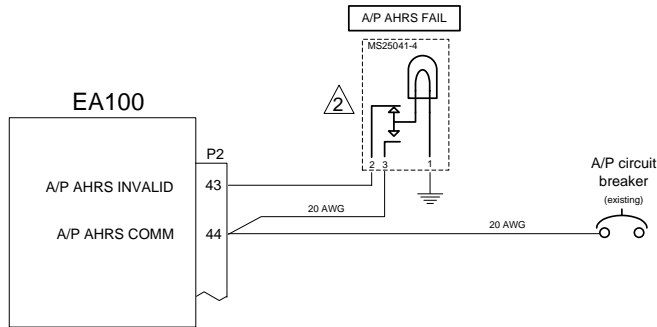 A/P AHRS FAIL
MS25041-4
2
EA100
P2
2 3 1
A/P AHRS INVALID 43
A/P circuit
breaker
(existing)
20 AWG
A/P AHRS COMM 44
20 AWG